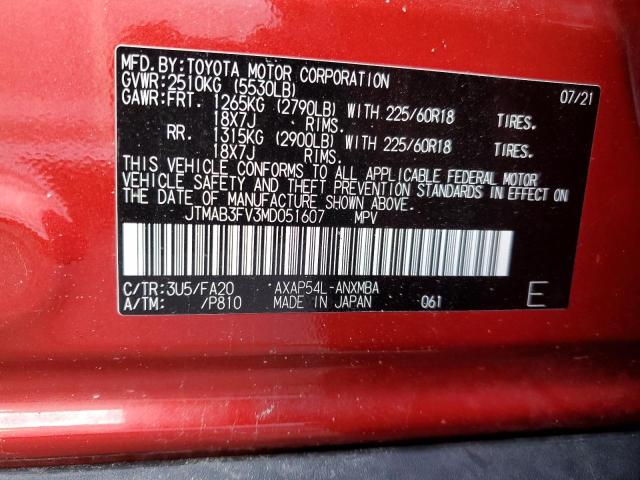 MFD. BY: TOYOTA MOTOR CORPORATION 07/21
GVWR: 2510KG (5530LB)
GAWR: FRT. 1265KG (2790LB) WITH 225/60R18 TIRES.
18X7J RIMS.
RR. 1315KG (2900LB) WITH 225/60R18 TIRES.
18X7J RIMS.
THIS VEHICLE CONFORMS TO ALL APPLICABLE FEDERAL MOTOR
VEHICLE SAFETY AND THEFT PREVENTION STANDARDS IN EFFECT ON
THE DATE OF MANUFACTURE SHOWN ABOVE.
JTMAB3FV3MD051607 MPV
C/TR: 3U5/FA20 AXAP54L-ANXMBA
A/TM: /P810 MADE IN JAPAN 061 E